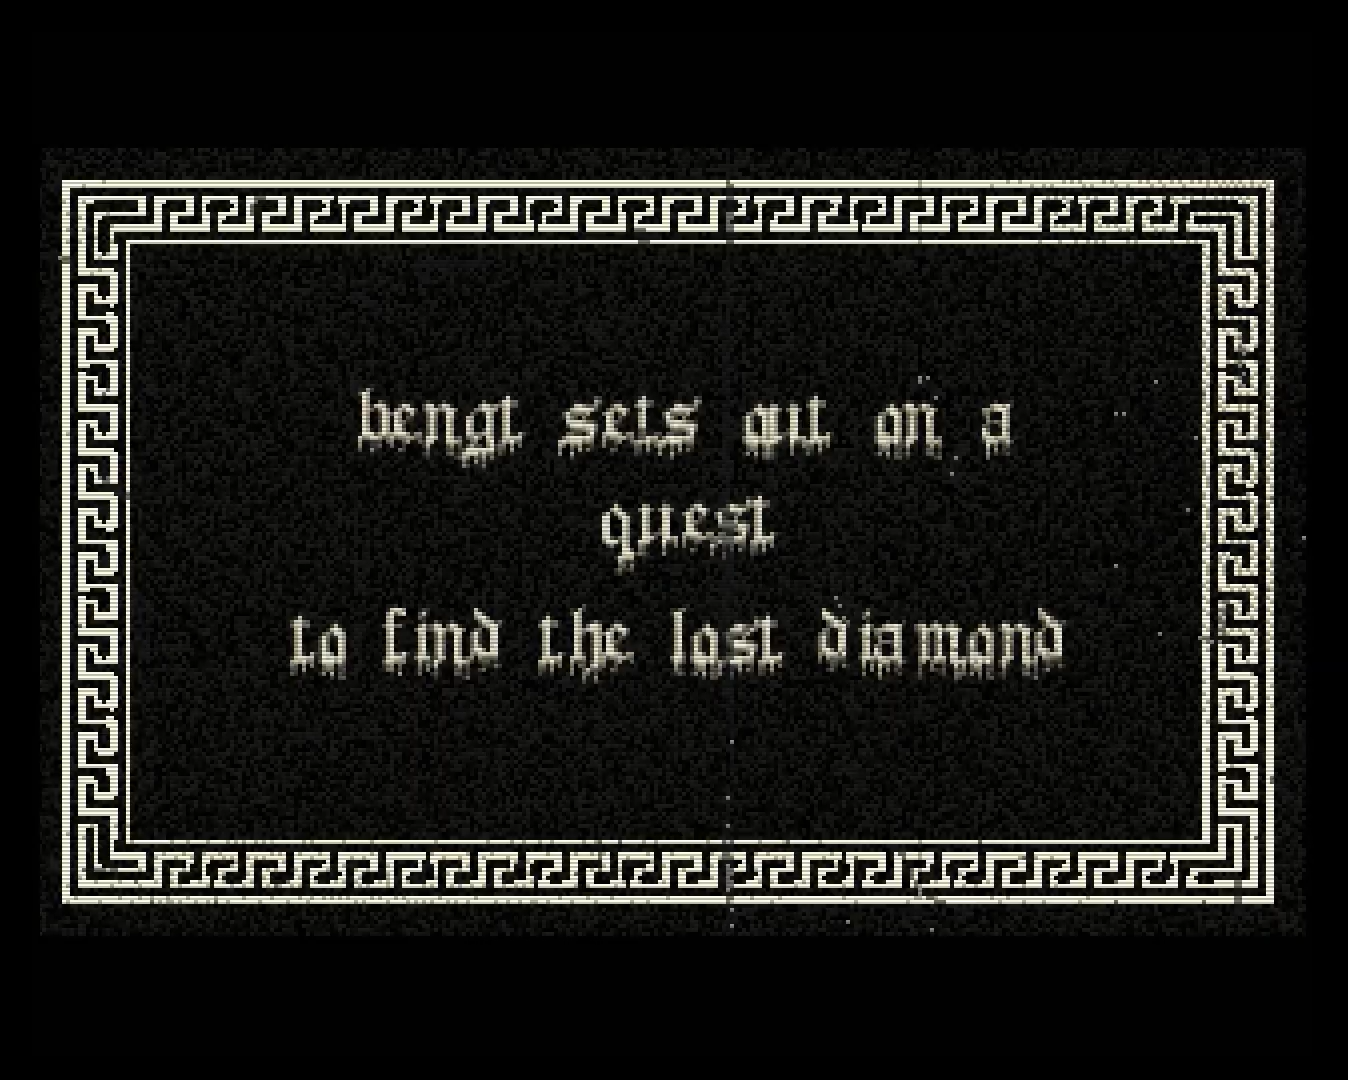 bengt sets out on a
quest
to find the lost diamond